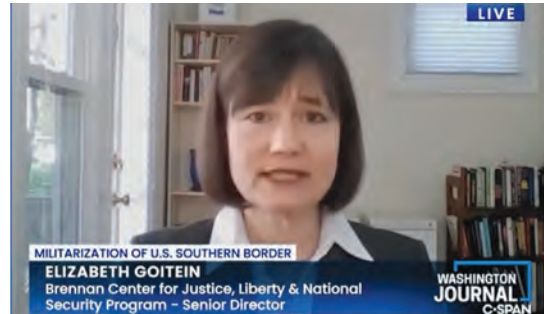 LIVE
MILITARIZATION OF U.S. SOUTHERN BORDER
ELIZABETH GOITEIN
Brennan Center for Justice, Liberty & National
Security Program - Senior Director
WASHINGTON
JOURNAL
C-SPAN